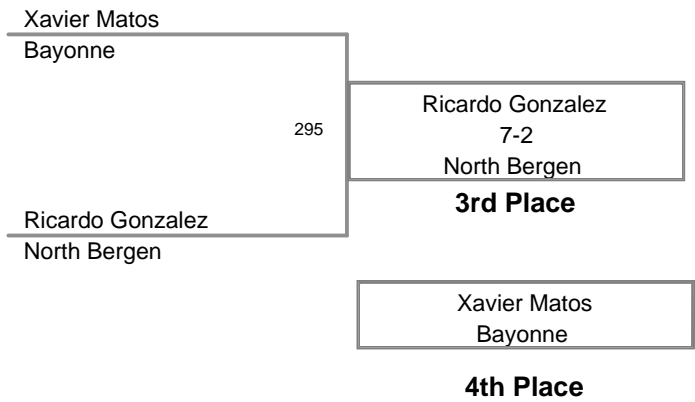 Xavier Matos
Bayonne
295
Ricardo Gonzalez
7-2
North Bergen
3rd Place
Ricardo Gonzalez
North Bergen
Xavier Matos
Bayonne
4th Place